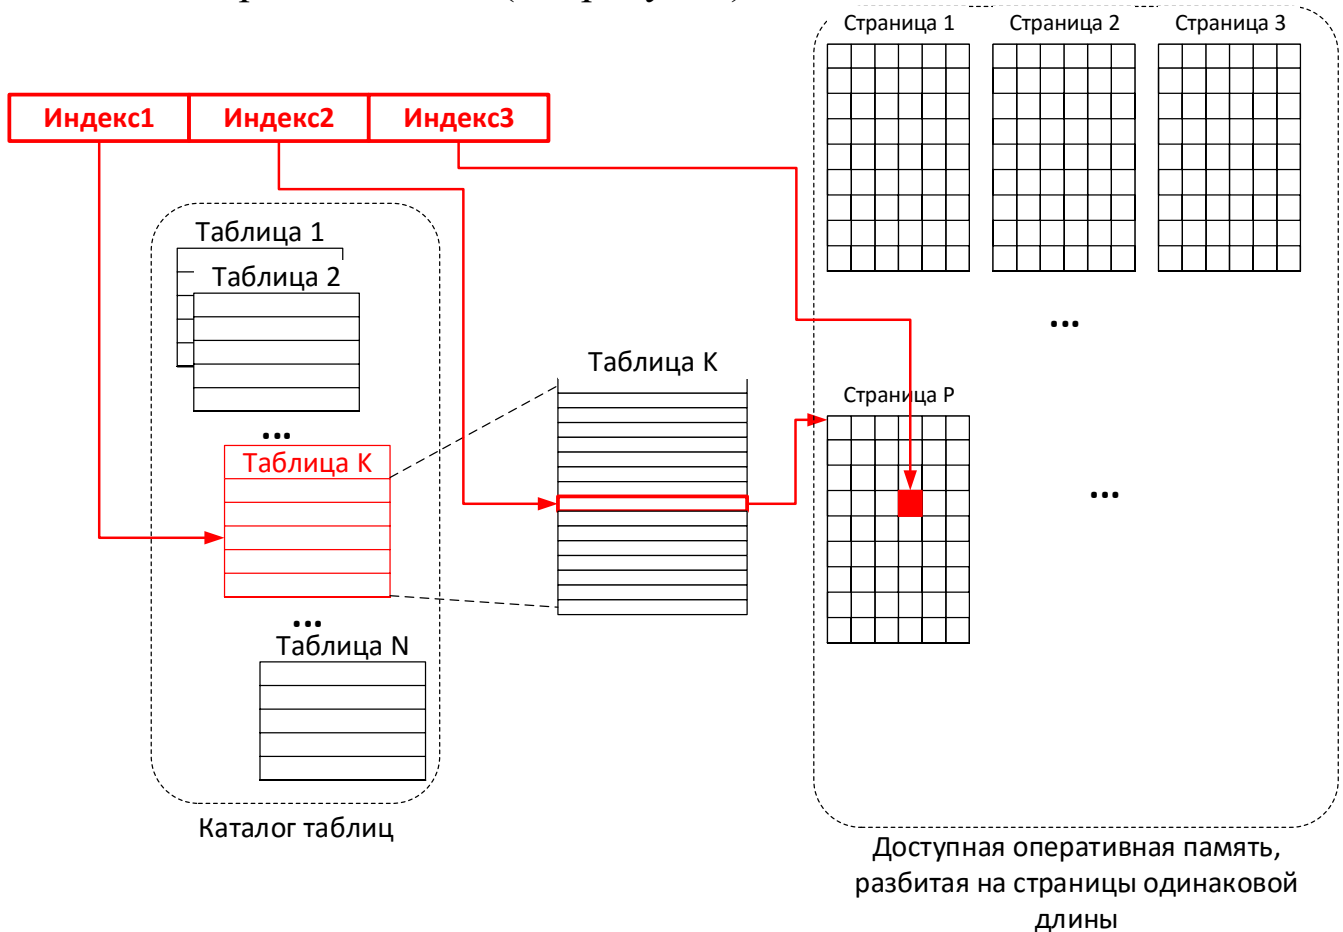 Страница 1
Страница 2
Страница 3
Индекс1
Индекс2
Индекс3
Таблица 1
Таблица 2
...
Таблица K
...
Таблица N
Каталог таблиц
Таблица K
...
Страница P
...
Доступная оперативная память,
разбитая на страницы одинаковой
длины